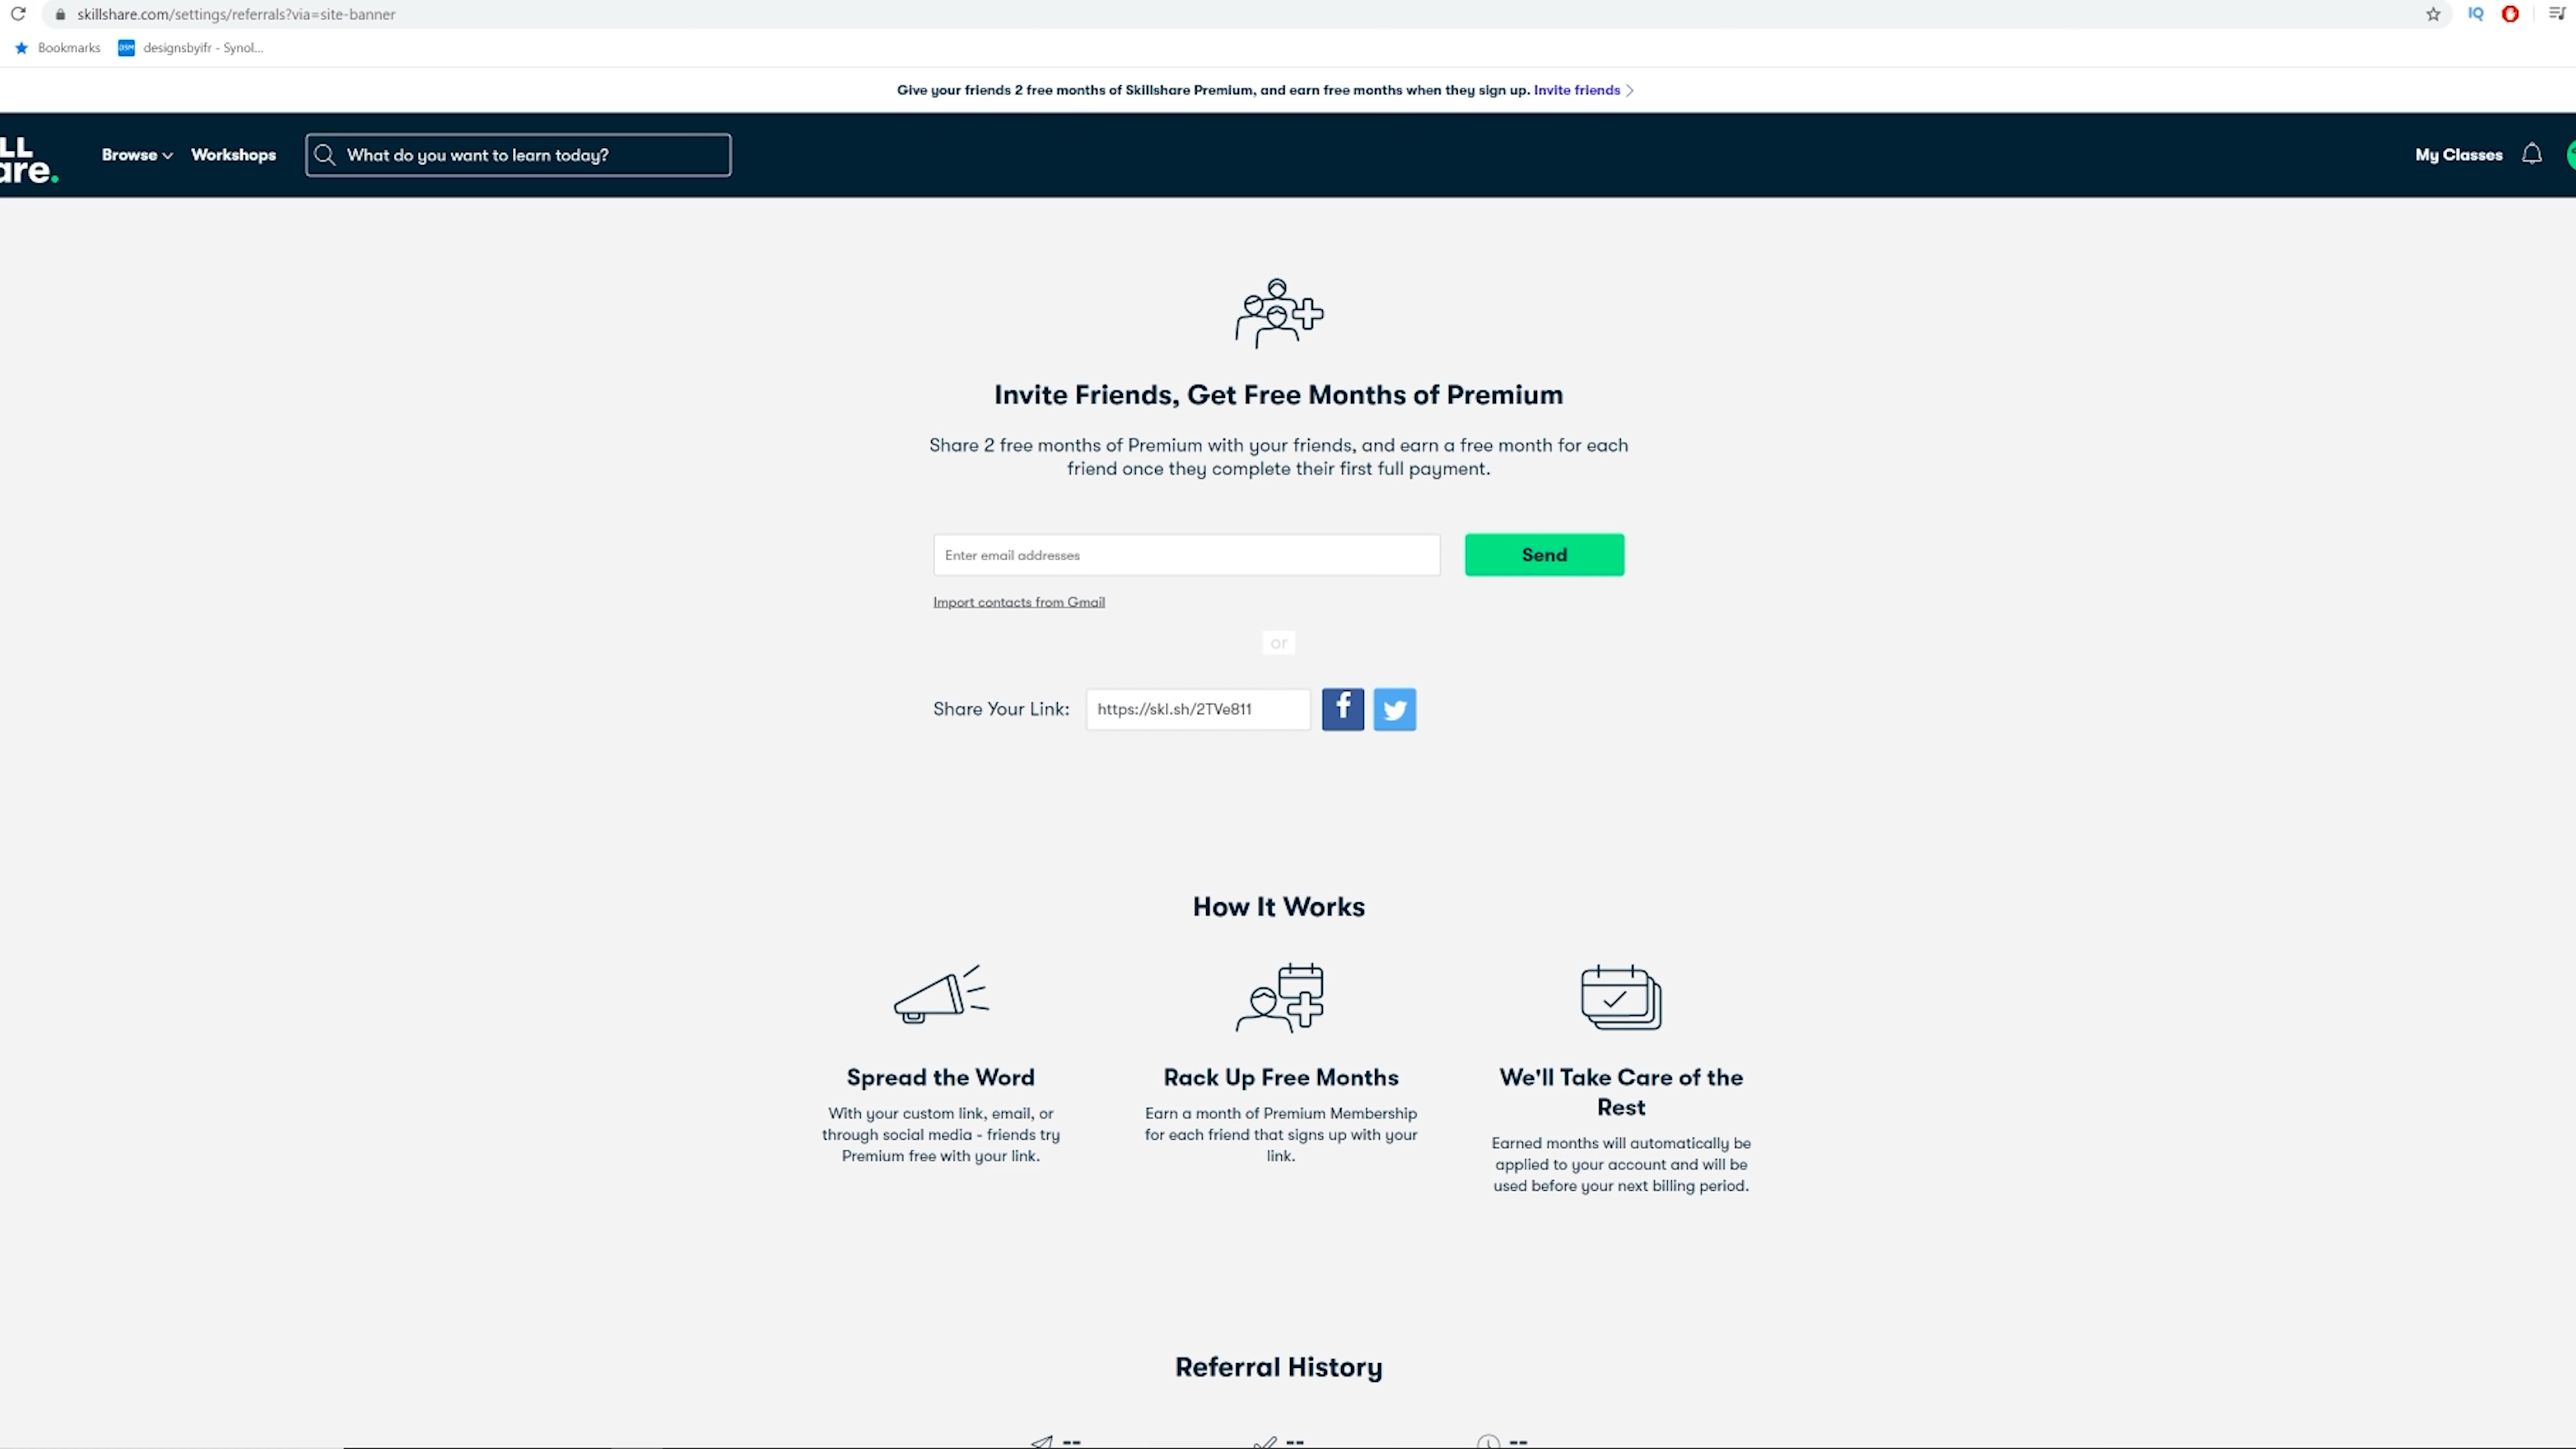 skillshare.com/settings/referrals?via=site-banner
IQ
Bookmarks
DSM
designsbyifr - Synol...
Give your friends 2 free months of Skillshare Premium, and earn free months when they sign up. Invite friends
LL
are.
Browse
Workshops
What do you want to learn today?
My Classes
Invite Friends, Get Free Months of Premium
Share 2 free months of Premium with your friends, and earn a free month for each
friend once they complete their first full payment.
Enter email addresses
Send
Import contacts from Gmail
or
Share Your Link:
https://skl.sh/2TVe811
f
How It Works
Spread the Word
With your custom link, email, or
through social media - friends try
Premium free with your link.
Rack Up Free Months
Earn a month of Premium Membership
for each friend that signs up with your
link.
We'll Take Care of the
Rest
Earned months will automatically be
applied to your account and will be
used before your next billing period.
Referral History
-- -- --